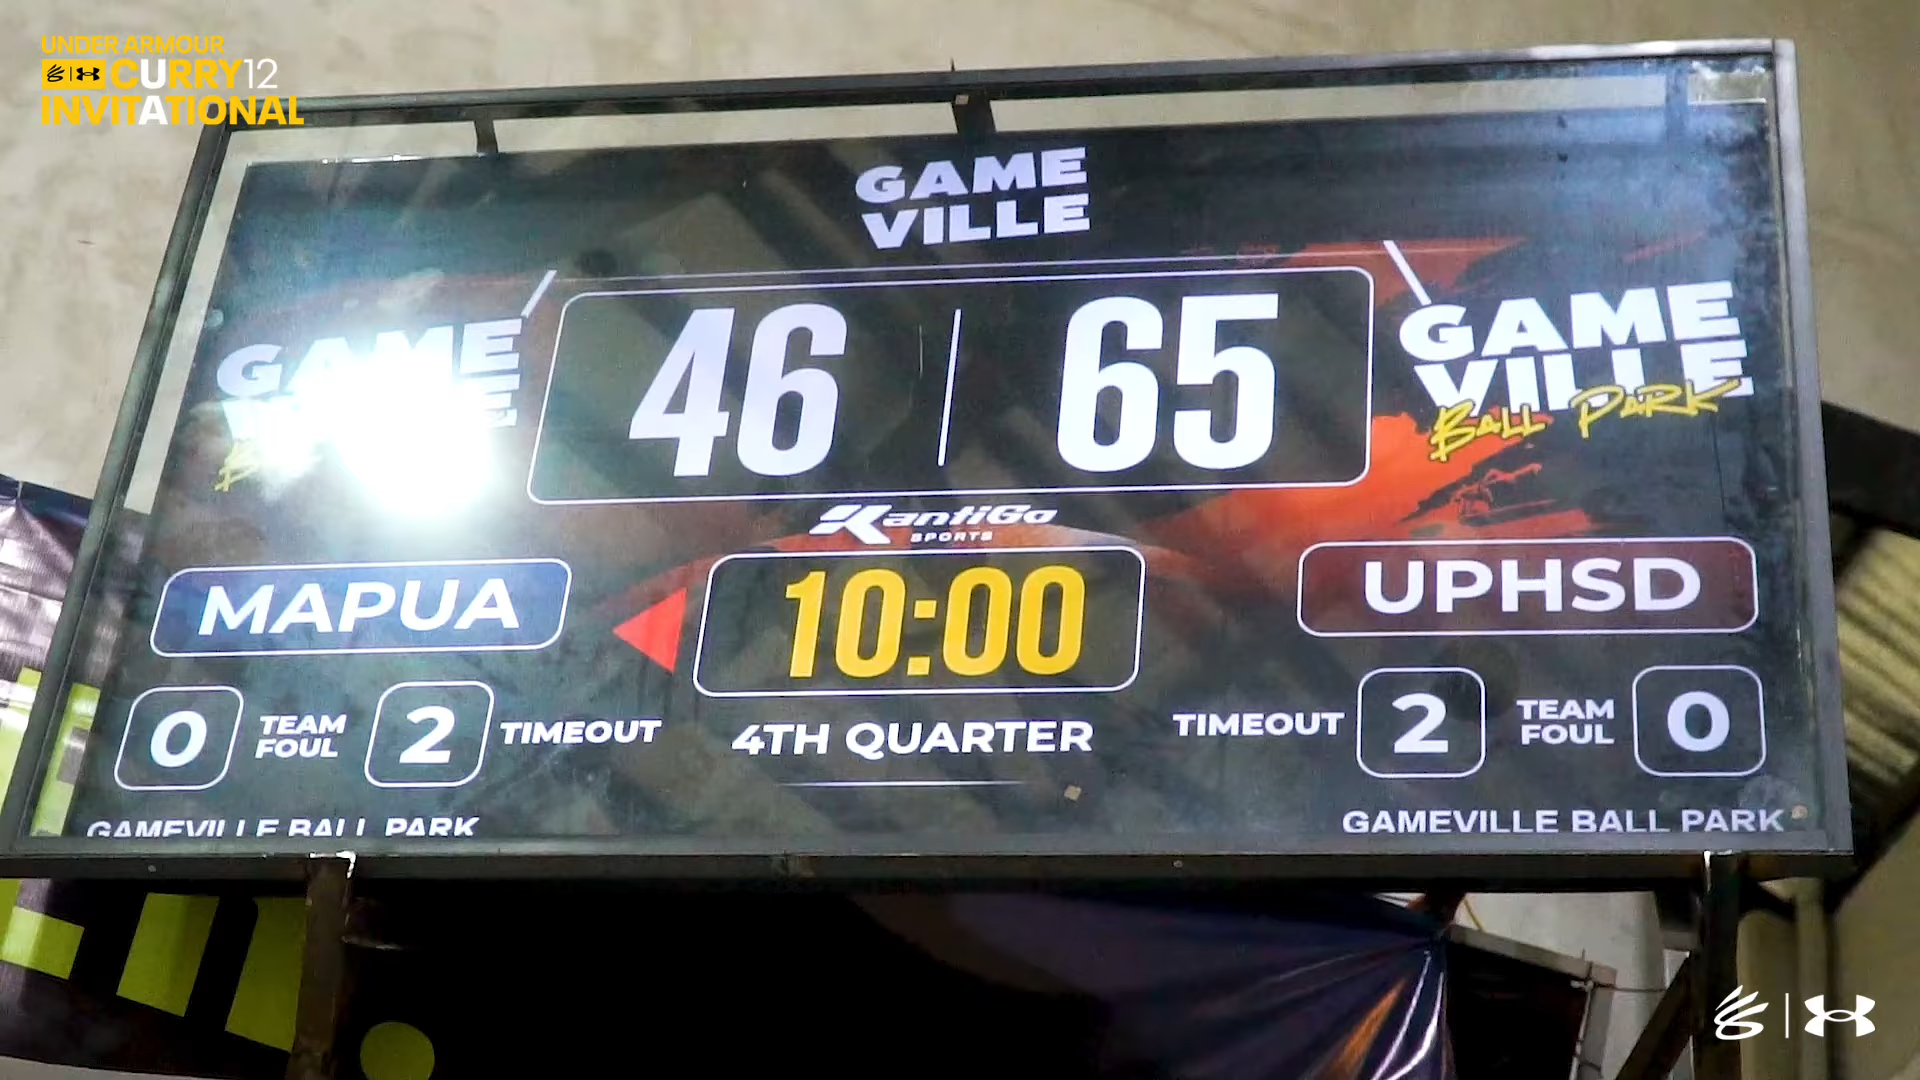 UNDER ARMOUR
CURRY12
INVITATIONAL
GAME
VILLE
GAME
46 | 65
GAME
VILLE
BALL PARK
KantiGo
SPORTS
MAPUA
10:00
UPHSD
0 TEAM FOUL 2 TIMEOUT
4TH QUARTER
TIMEOUT 2 TEAM FOUL 0
GAMEVILLE BALL PARK
GAMEVILLE BALL PARK